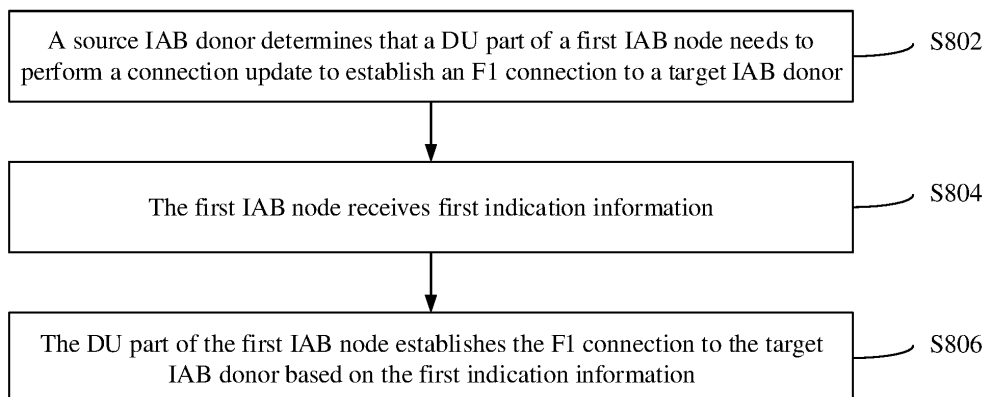 A source IAB donor determines that a DU part of a first IAB node needs to
perform a connection update to establish an F1 connection to a target IAB donor
S802
The first IAB node receives first indication information
S804
The DU part of the first IAB node establishes the F1 connection to the target
IAB donor based on the first indication information
S806